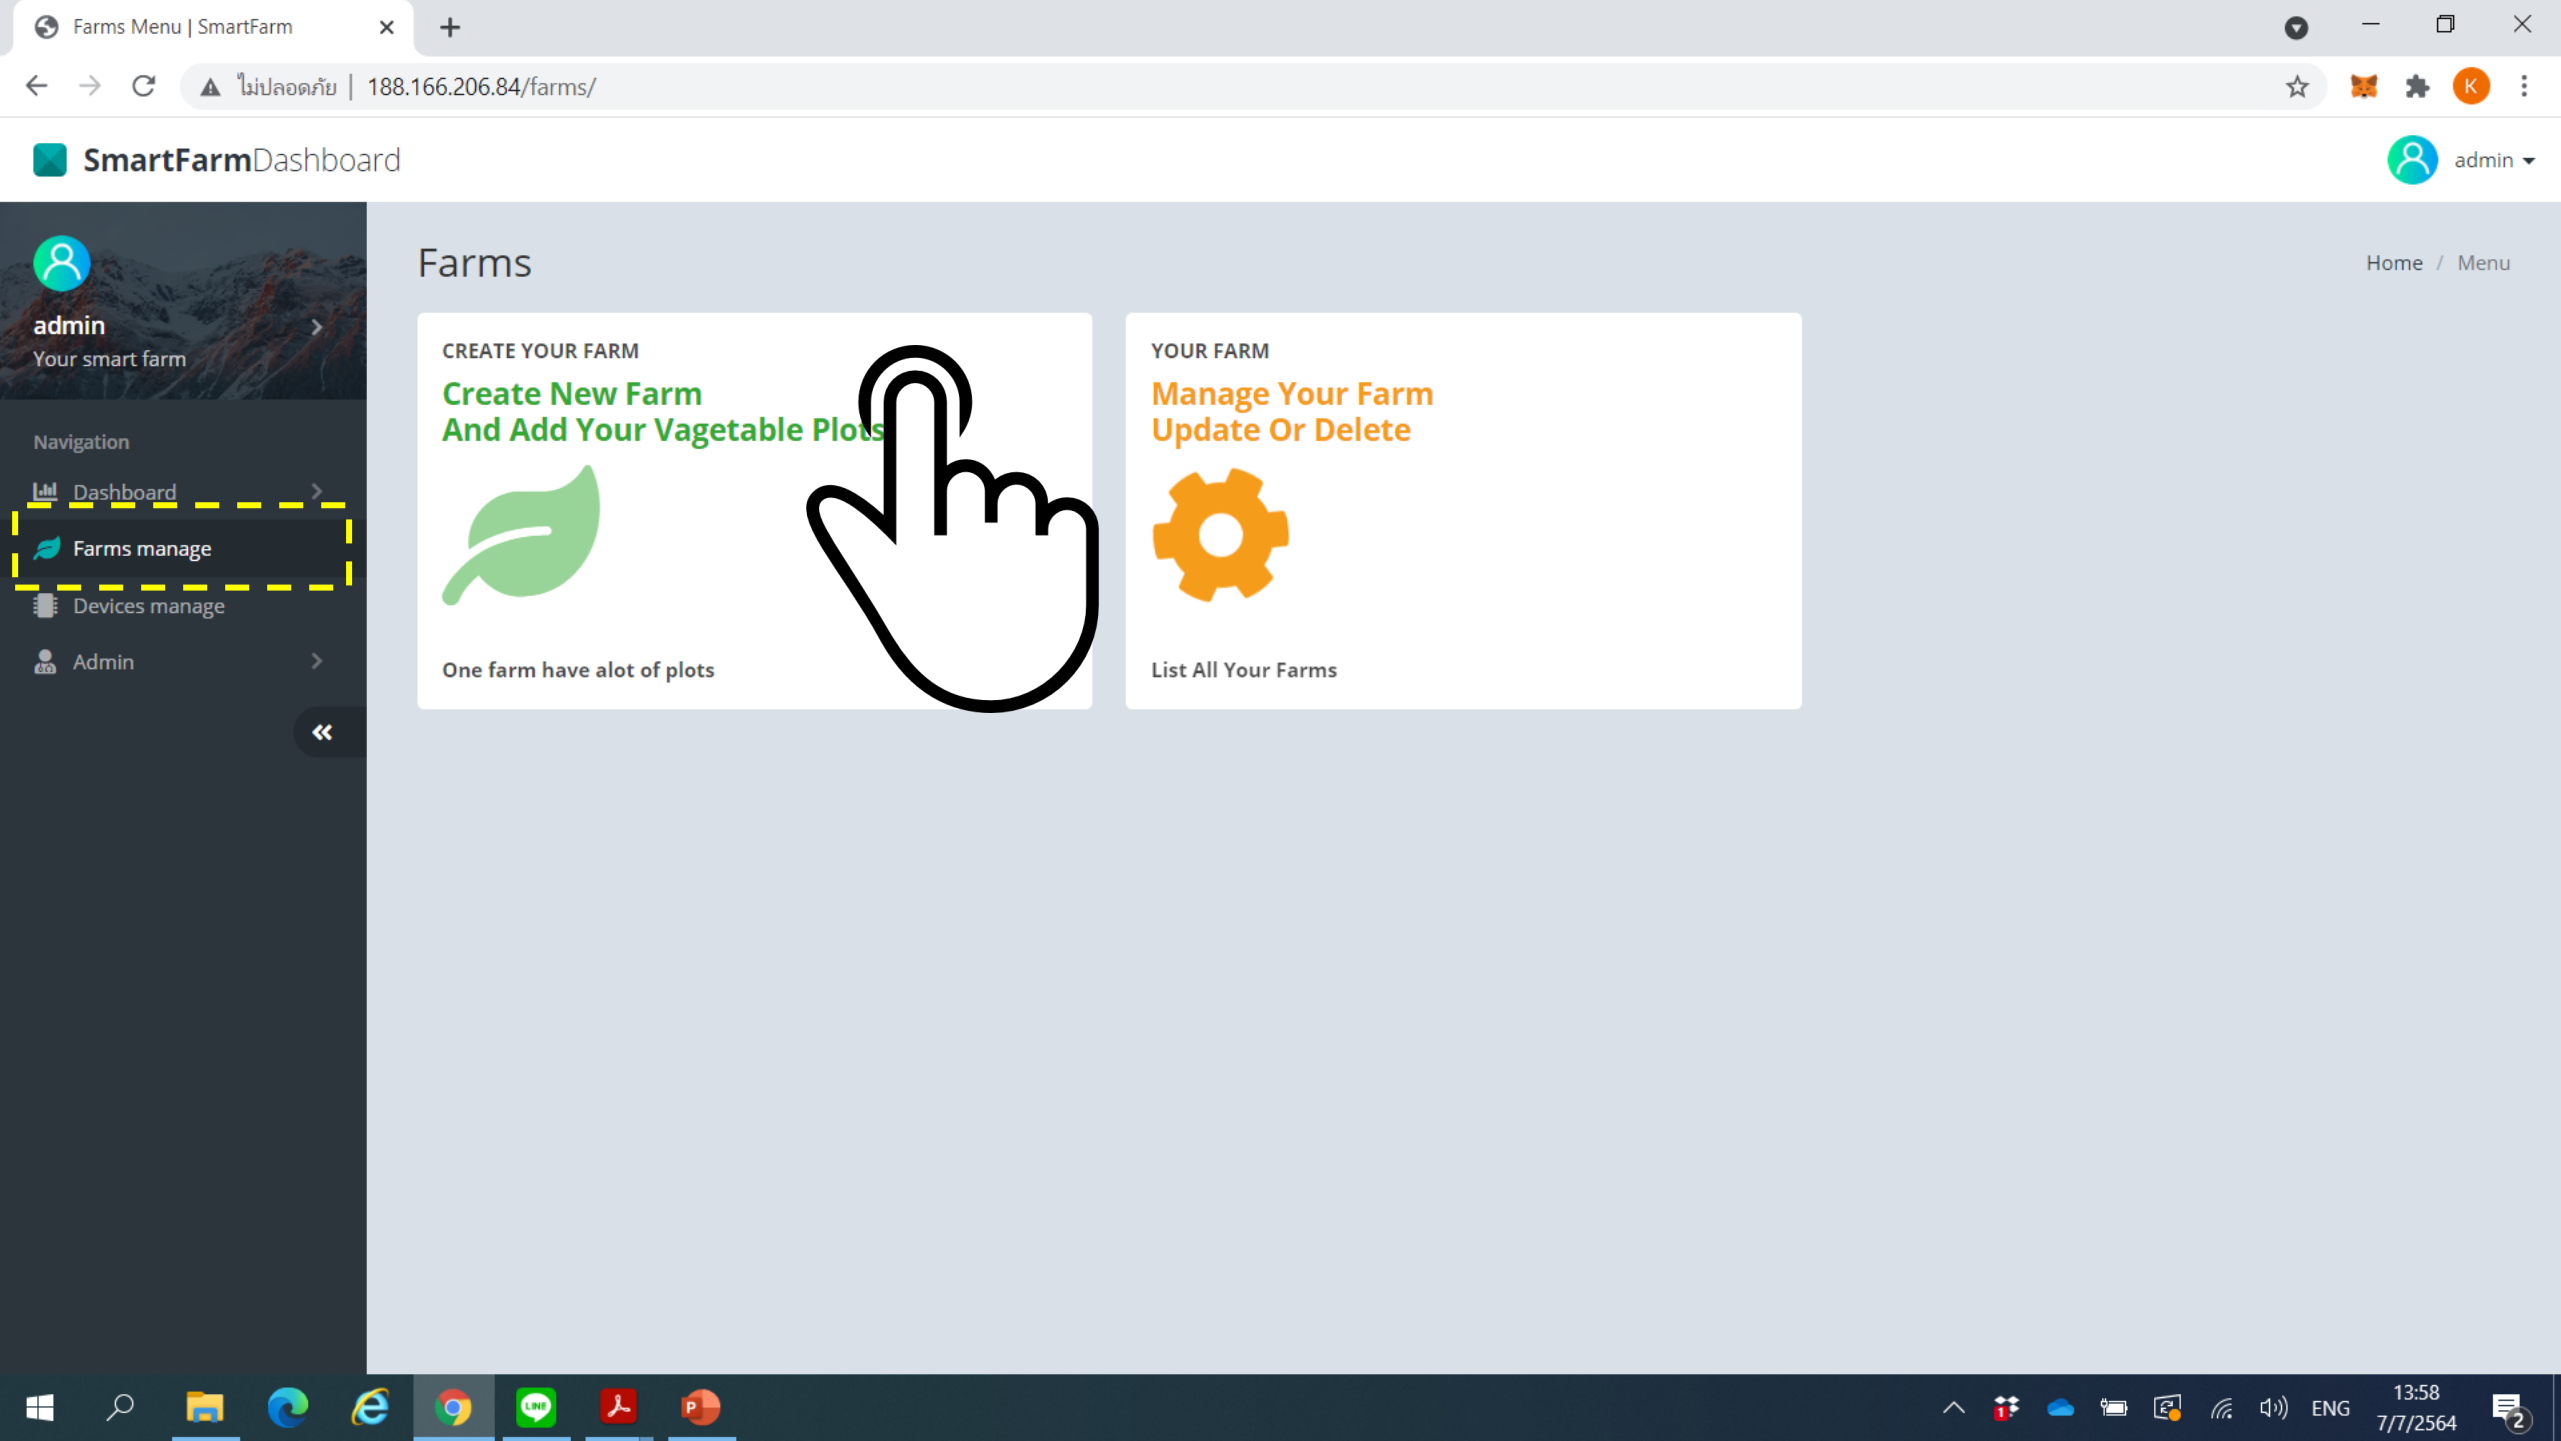 Farms Menu | SmartFarm
ไม่ปลอดภัย | 188.166.206.84/farms/
K
SmartFarmDashboard
admin
admin
Your smart farm
Navigation
Dashboard
Farms manage
Devices manage
Admin
Farms
Home / Menu
CREATE YOUR FARM
Create New Farm
And Add Your Vagetable Plots
One farm have alot of plots
YOUR FARM
Manage Your Farm
Update Or Delete
List All Your Farms
LINE
P
1
ENG
13:58
7/7/2564
2